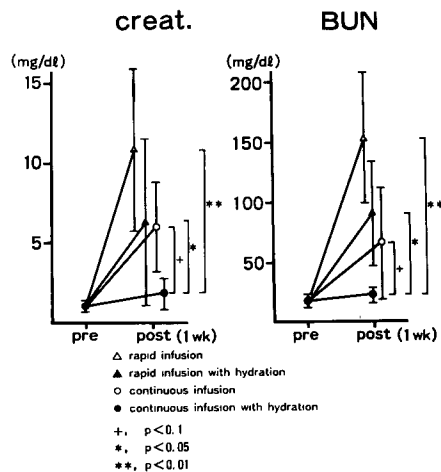 creat. BUN
(mg/dℓ) (mg/dℓ)
15 200
10 150
5 100
50
** * +
** * +
pre post (1 wk) pre post (1 wk)
△ rapid infusion
▲ rapid infusion with hydration
○ continuous infusion
● continuous infusion with hydration
+, p<0.1
*, p<0.05
**, p<0.01